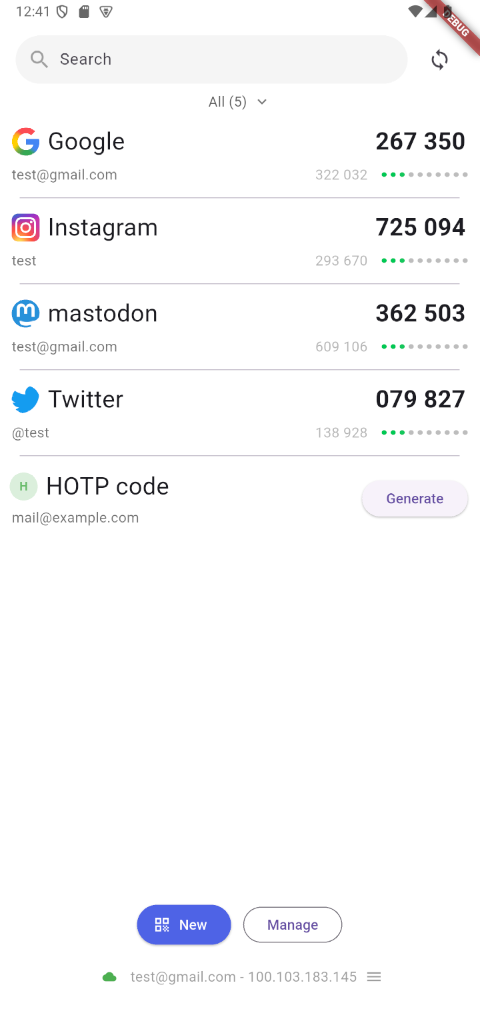 12:41
DEBUG
Search
All (5)
Google 267 350
test@gmail.com 322 032
Instagram 725 094
test 293 670
mastodon 362 503
test@gmail.com 609 106
Twitter 079 827
@test 138 928
H HOTP code
Generate
mail@example.com
New Manage
test@gmail.com - 100.103.183.145